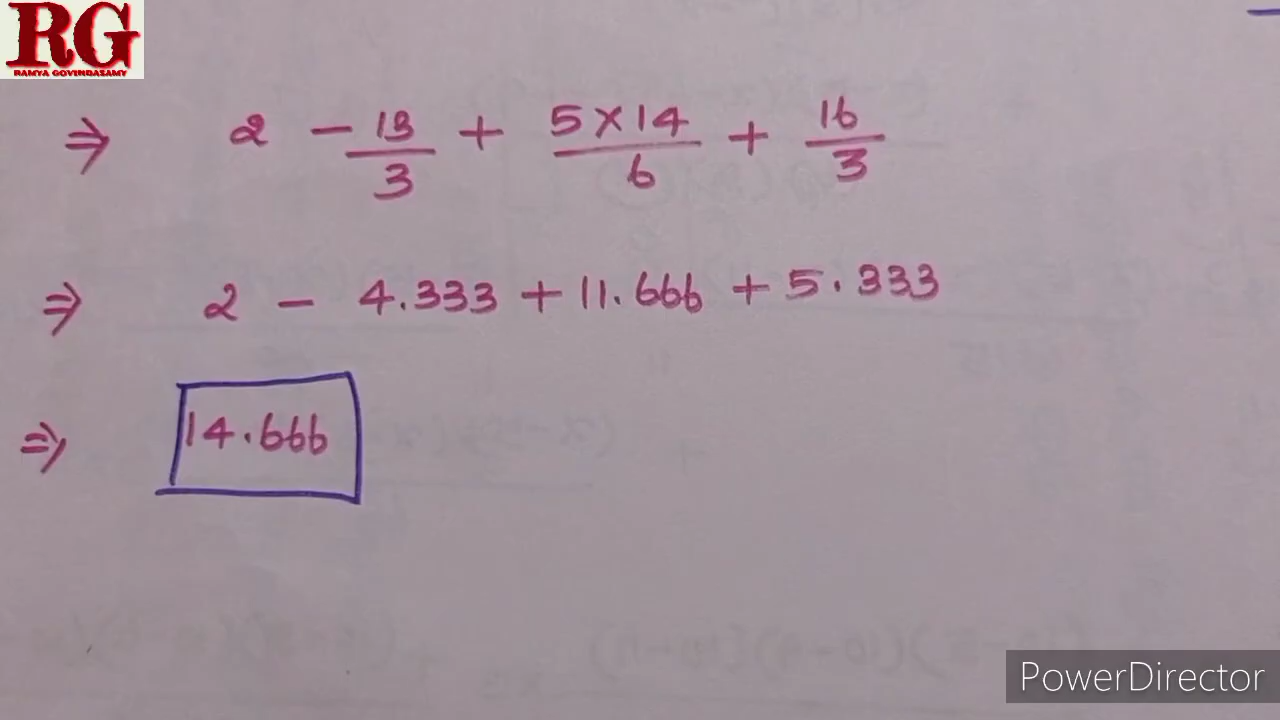 RG
RAMYA GOVINDASAMY
⇒ 2 - 13/3 + 5×14/6 + 16/3
⇒ 2 - 4.333 + 11.666 + 5.333
⇒ 14.666
PowerDirector